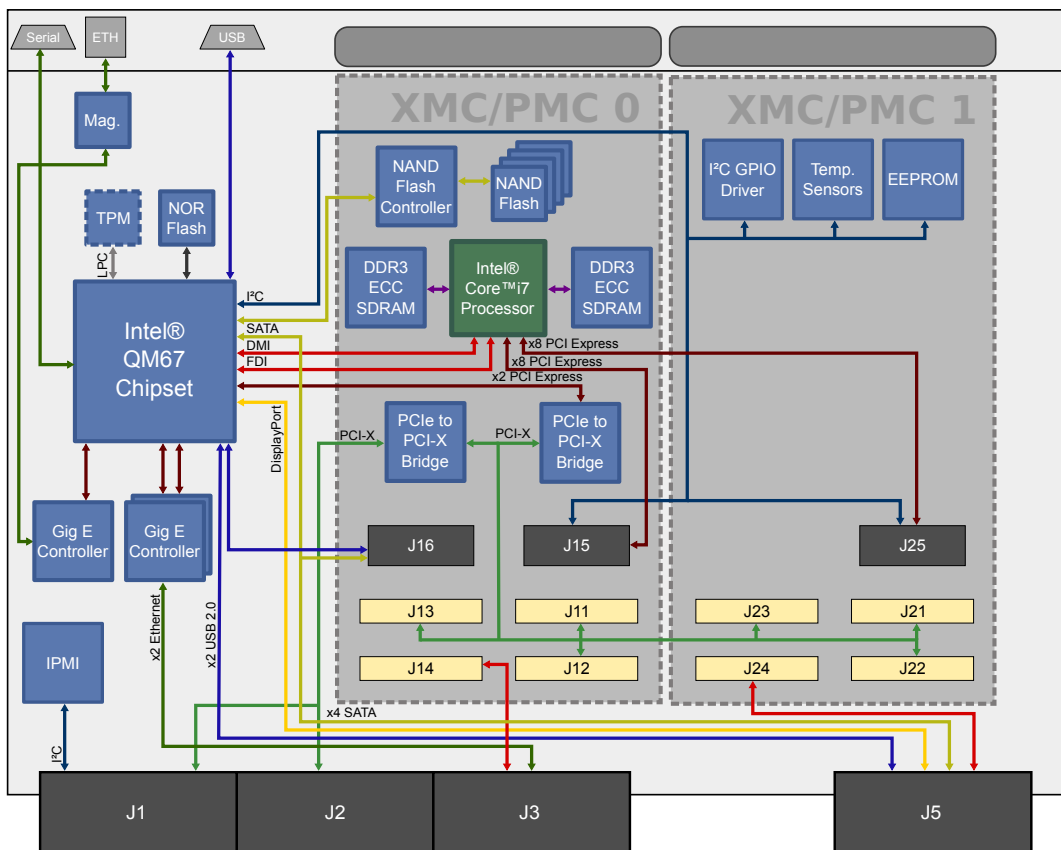 Serial
ETH
USB
XMC/PMC 0
XMC/PMC 1
Mag.
NAND
Flash
Controller
NAND
Flash
I²C GPIO
Driver
Temp.
Sensors
EEPROM
TPM
NOR
Flash
LPC
DDR3
ECC
SDRAM
Intel®
Core™i7
Processor
DDR3
ECC
SDRAM
I²C
SATA
DMI
FDI
Intel®
QM67
Chipset
x8 PCI Express
x8 PCI Express
x2 PCI Express
DisplayPort
PCI-X
PCIe to
PCI-X
Bridge
PCI-X
PCIe to
PCI-X
Bridge
Gig E
Controller
Gig E
Controller
J16
J15
J25
J13
J11
J23
J21
x2 Ethernet
x2 USB 2.0
IPMI
J14
J12
J24
J22
x4 SATA
I²C
J1
J2
J3
J5